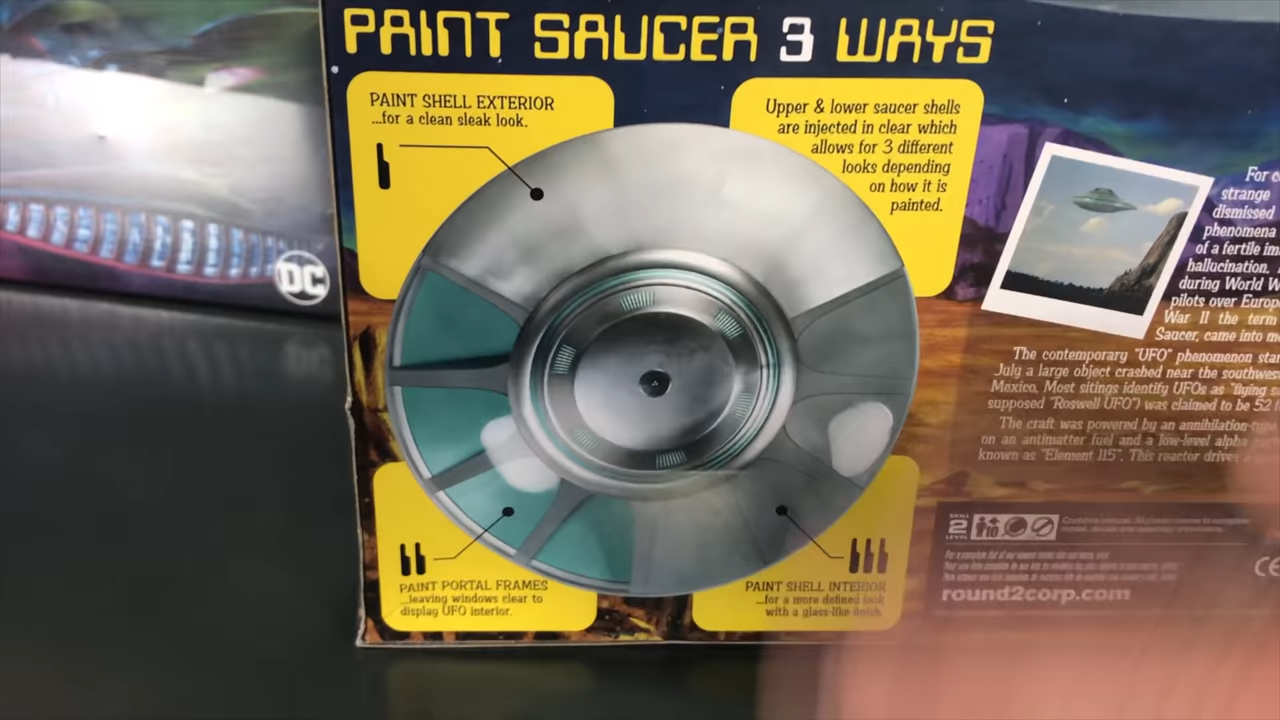 PAINT SAUCER 3 WAYS
PAINT SHELL EXTERIOR
...for a clean sleak look.
Upper & lower saucer shells
are injected in clear which
allows for 3 different
looks depending
on how it is
painted.
PAINT PORTAL FRAMES
...leaving windows clear to
display UFO interior.
PAINT SHELL INTERIOR
...for a more defined look
with a glass-like finish.
DC
For
strange
dismissed
phenomena
of a fertile
hallucination.
during World
pilots over
War II the term
Saucer, came into
The contemporary "UFO" phenomenon
July a large object crashed near the
Mexico. Most sitings identify UFOs as "flying
supposed "Roswell UFO") was claimed to be 52
The craft was powered by an annihilation-type
on an antimatter fuel and a low-level alpha
known as "Element 115". This reactor
SKILL
2
LEVEL
10
round2corp.com
CE